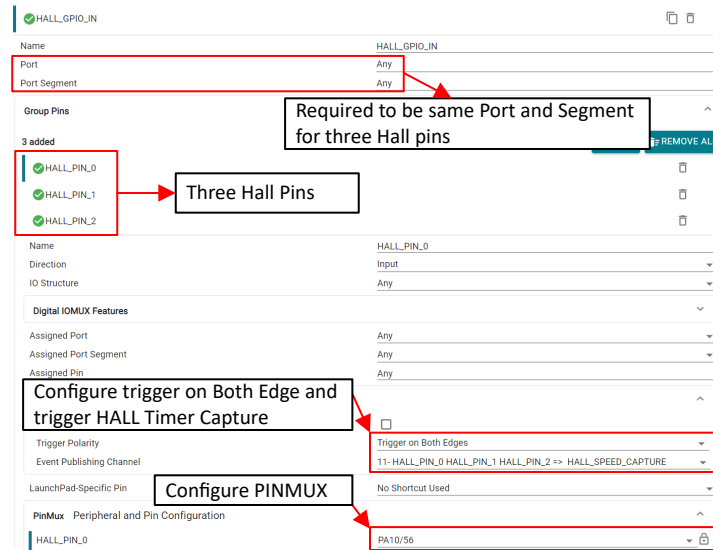 HALL_GPIO_IN
Name HALL_GPIO_IN
Port Any
Port Segment Any
Group Pins
Required to be same Port and Segment
for three Hall pins
3 added REMOVE AL
HALL_PIN_0
HALL_PIN_1
Three Hall Pins
HALL_PIN_2
Name HALL_PIN_0
Direction Input
IO Structure Any
Digital IOMUX Features
Assigned Port Any
Assigned Port Segment Any
Assigned Pin Any
Configure trigger on Both Edge and
trigger HALL Timer Capture
Trigger Polarity Trigger on Both Edges
Event Publishing Channel 11- HALL_PIN_0 HALL_PIN_1 HALL_PIN_2 => HALL_SPEED_CAPTURE
LaunchPad-Specific Pin No Shortcut Used
Configure PINMUX
PinMux Peripheral and Pin Configuration
HALL_PIN_0 PA10/56